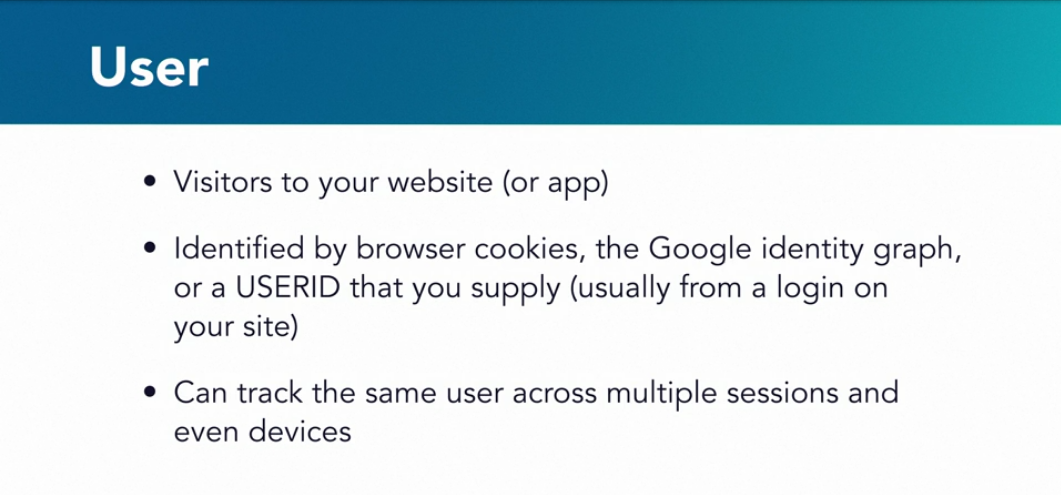 User
• Visitors to your website (or app)
• Identified by browser cookies, the Google identity graph,
or a USERID that you supply (usually from a login on
your site)
• Can track the same user across multiple sessions and
even devices